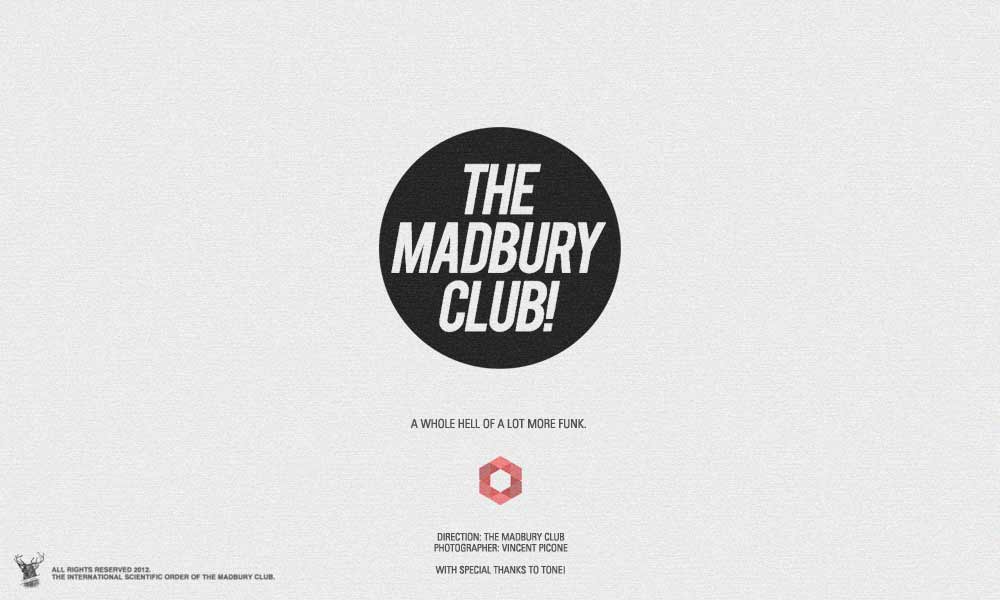 THE
MADBURY
CLUB!
A WHOLE HELL OF A LOT MORE FUNK.
DIRECTION: THE MADBURY CLUB
PHOTOGRAPHER: VINCENT PICONE
WITH SPECIAL THANKS TO TONE!
ALL RIGHTS RESERVED 2012.
THE INTERNATIONAL SCIENTIFIC ORDER OF THE MADBURY CLUB.